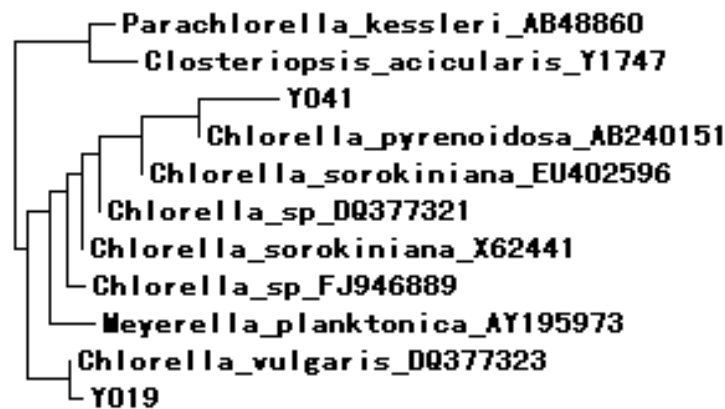 Parachlorella_kessleri_AB48860
Closteriopsis_acicularis_Y1747
Y041
Chlorella_pyrenoidosa_AB240151
Chlorella_sorokiniana_EU402596
Chlorella_sp_DQ377321
Chlorella_sorokiniana_X62441
Chlorella_sp_FJ946889
Meyerella_planktonica_AY195973
Chlorella_vulgaris_DQ377323
Y019